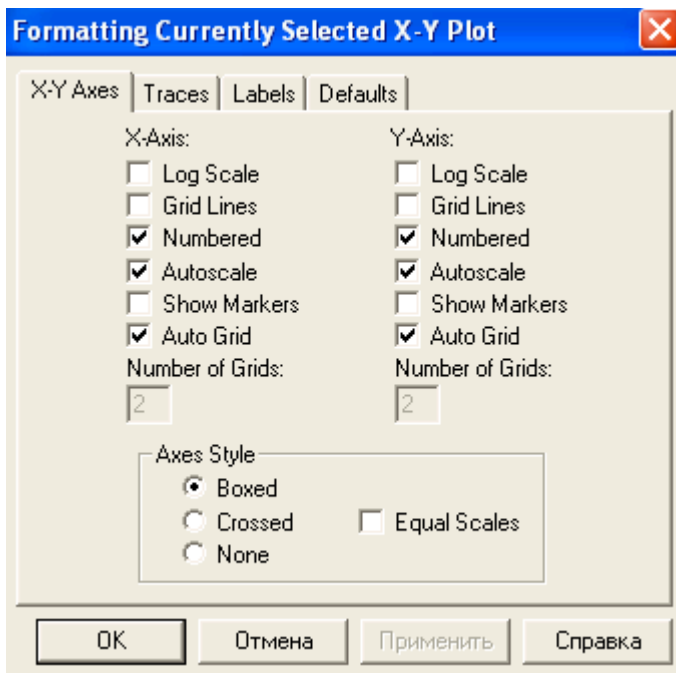 Formatting Currently Selected X-Y Plot
X-Y Axes Traces Labels Defaults
X-Axis: Y-Axis:
Log Scale Log Scale
Grid Lines Grid Lines
Numbered Numbered
Autoscale Autoscale
Show Markers Show Markers
Auto Grid Auto Grid
Number of Grids: Number of Grids:
2 2
Axes Style
Boxed
Crossed Equal Scales
None
OK Отмена Применить Справка